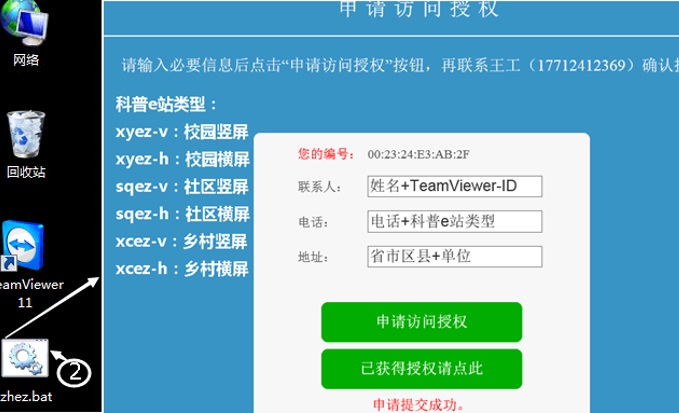 网络
回收站
eamViewer
11
②
zhez.bat
申请访问授权
请输入必要信息后点击“申请访问授权”按钮，再联系王工（17712412369）确认
科普e站类型：
xyez-v：校园竖屏
xyez-h：校园横屏
sqez-v：社区竖屏
sqez-h：社区横屏
xcez-v：乡村竖屏
xcez-h：乡村横屏
您的编号： 00:23:24:E3:AB:2F
联系人： 姓名+TeamViewer-ID
电话： 电话+科普e站类型
地址： 省市区县+单位
申请访问授权
已获得授权请点此
申请提交成功。